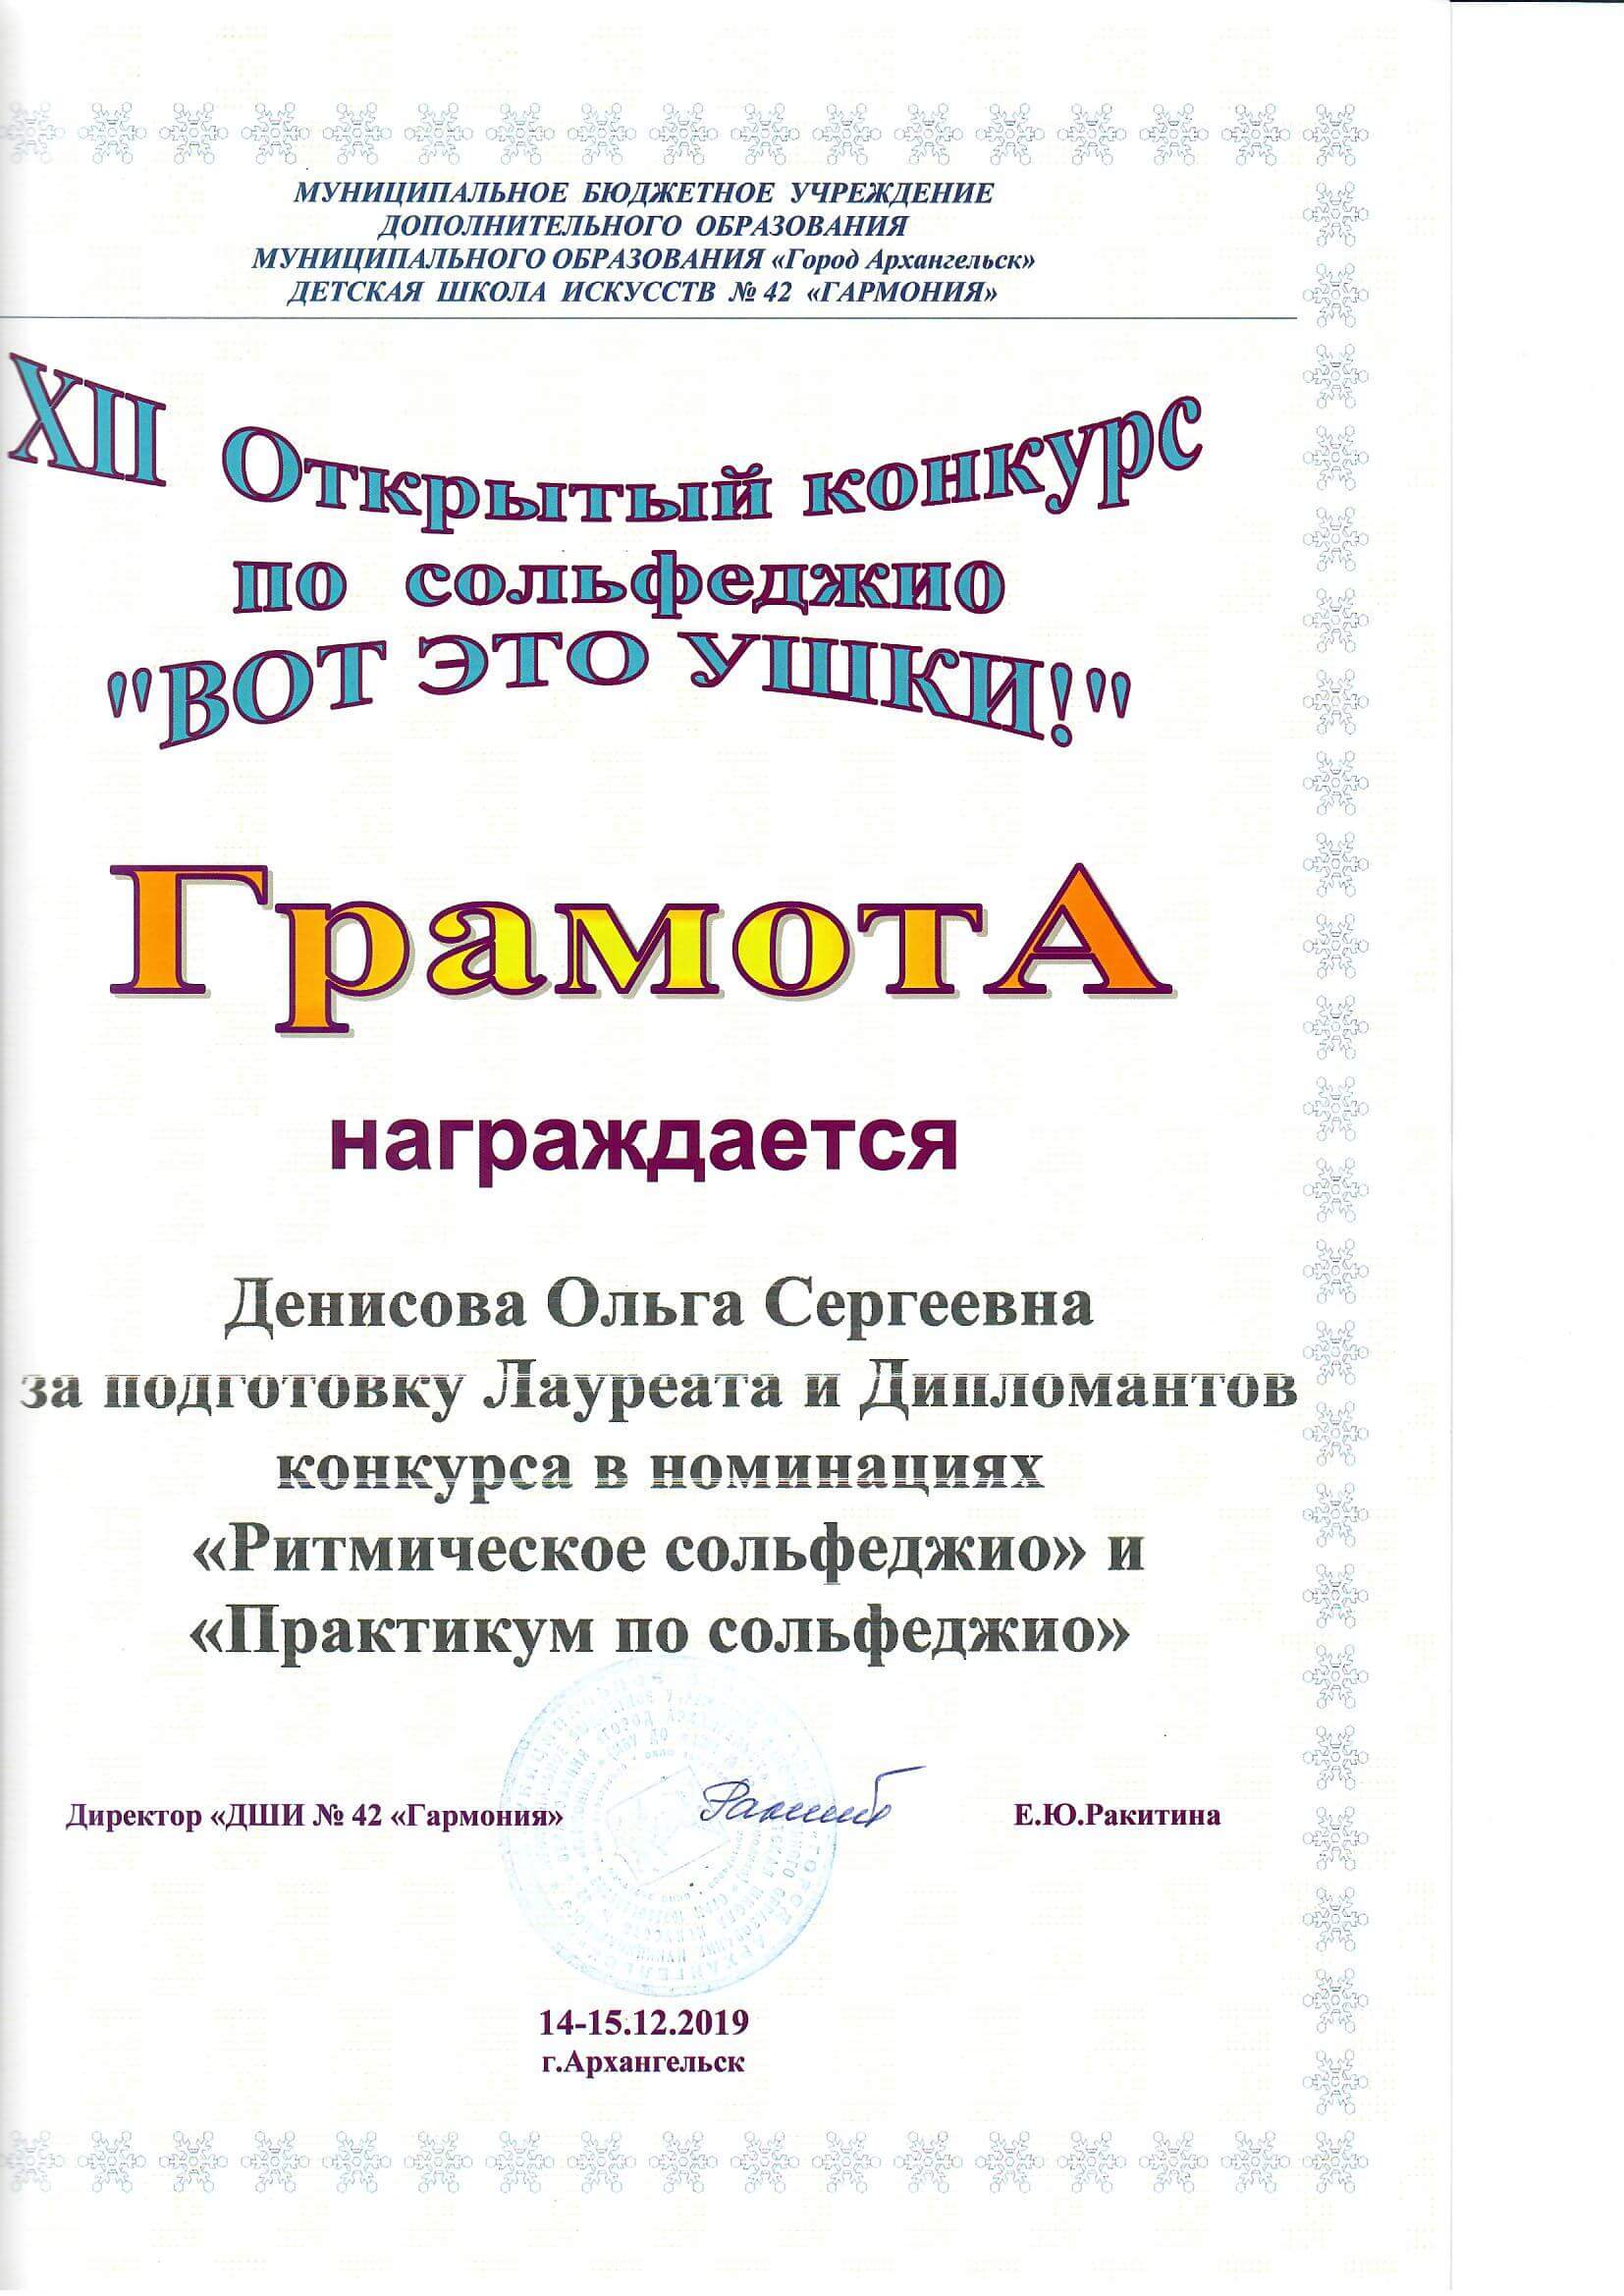 МУНИЦИПАЛЬНОЕ БЮДЖЕТНОЕ УЧРЕЖДЕНИЕ
ДОПОЛНИТЕЛЬНОГО ОБРАЗОВАНИЯ
МУНИЦИПАЛЬНОГО ОБРАЗОВАНИЯ «Город Архангельск»
ДЕТСКАЯ ШКОЛА ИСКУССТВ № 42 «ГАРМОНИЯ»
XII Открытый конкурс
по сольфеджио
"ВОТ ЭТО УШКИ!"
ГрамотА
награждается
Денисова Ольга Сергеевна
за подготовку Лауреата и Дипломантов
конкурса в номинациях
«Ритмическое сольфеджио» и
«Практикум по сольфеджио»
Директор «ДШИ № 42 «Гармония» Е.Ю.Ракитина
14-15.12.2019
г.Архангельск